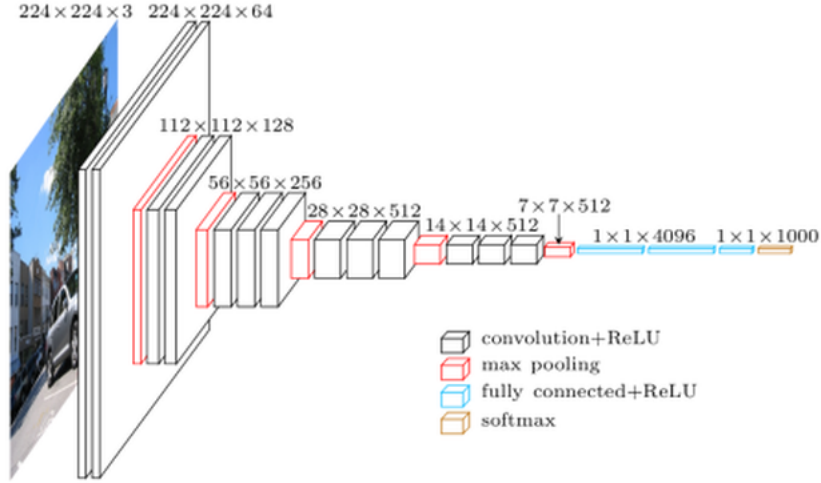 224×224×3
224×224×64
112×112×128
56×56×256
28×28×512
14×14×512
7×7×512
1×1×4096
1×1×1000
convolution+ReLU
max pooling
fully connected+ReLU
softmax